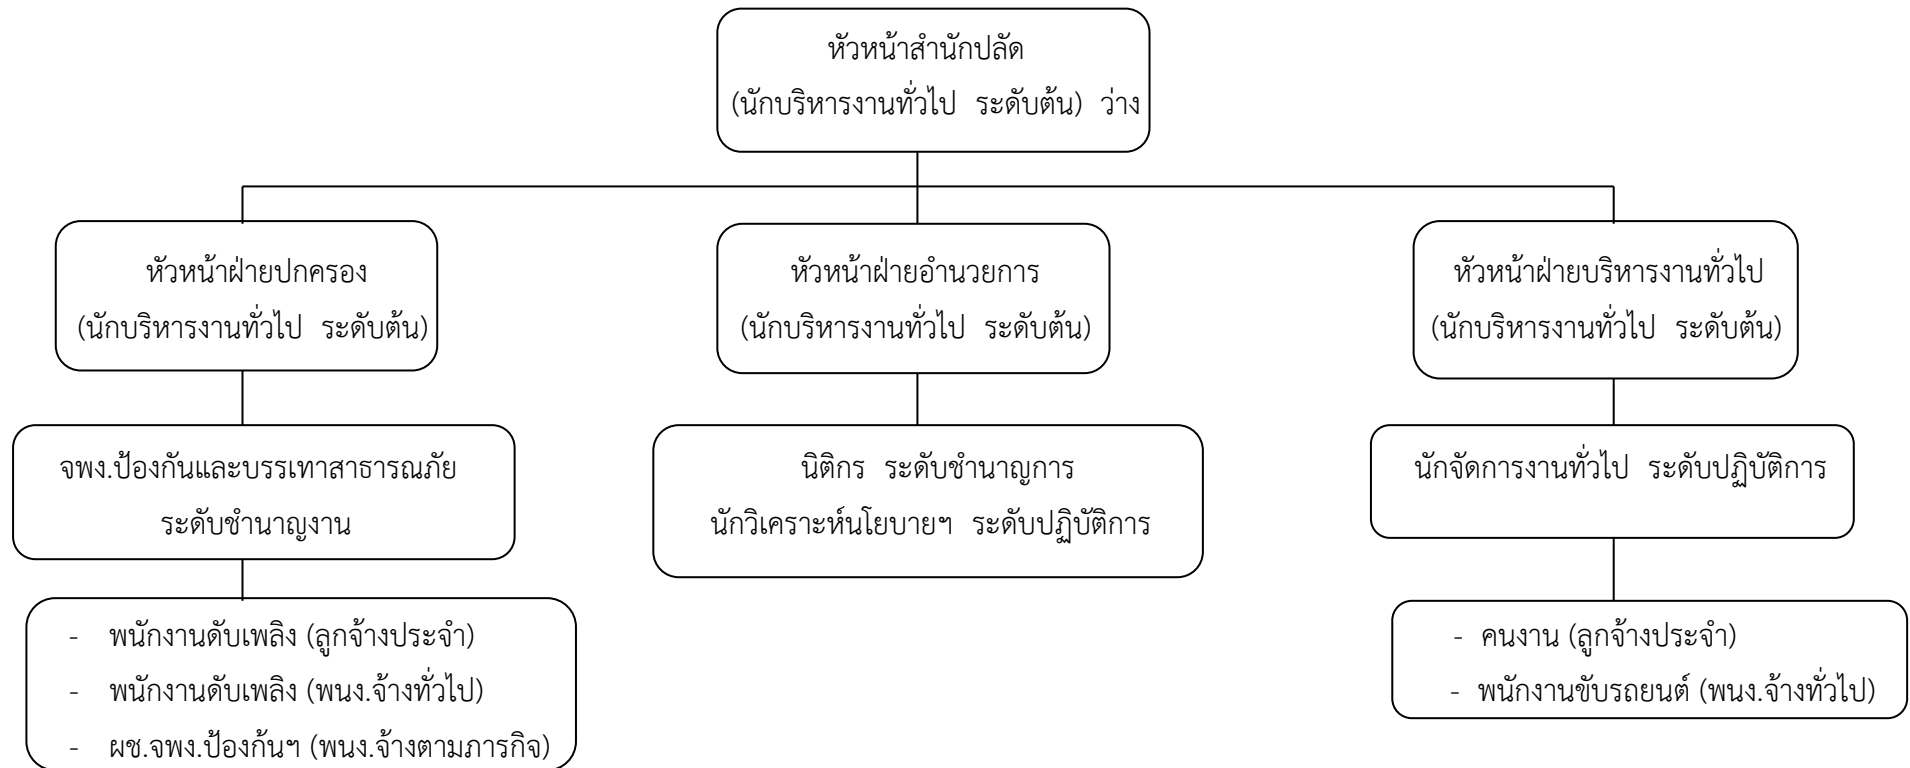 หัวหน้าสำนักปลัด
(นักบริหารงานทั่วไป ระดับต้น) ว่าง
หัวหน้าฝ่ายปกครอง
(นักบริหารงานทั่วไป ระดับต้น)
หัวหน้าฝ่ายอำนวยการ
(นักบริหารงานทั่วไป ระดับต้น)
หัวหน้าฝ่ายบริหารงานทั่วไป
(นักบริหารงานทั่วไป ระดับต้น)
จพง.ป้องกันและบรรเทาสาธารณภัย
ระดับชำนาญงาน
นิติกร ระดับชำนาญการ
นักวิเคราะห์นโยบายฯ ระดับปฏิบัติการ
นักจัดการงานทั่วไป ระดับปฏิบัติการ
- พนักงานดับเพลิง (ลูกจ้างประจำ)
- พนักงานดับเพลิง (พนง.จ้างทั่วไป)
- ผช.จพง.ป้องก้นฯ (พนง.จ้างตามภารกิจ)
- คนงาน (ลูกจ้างประจำ)
- พนักงานขับรถยนต์ (พนง.จ้างทั่วไป)